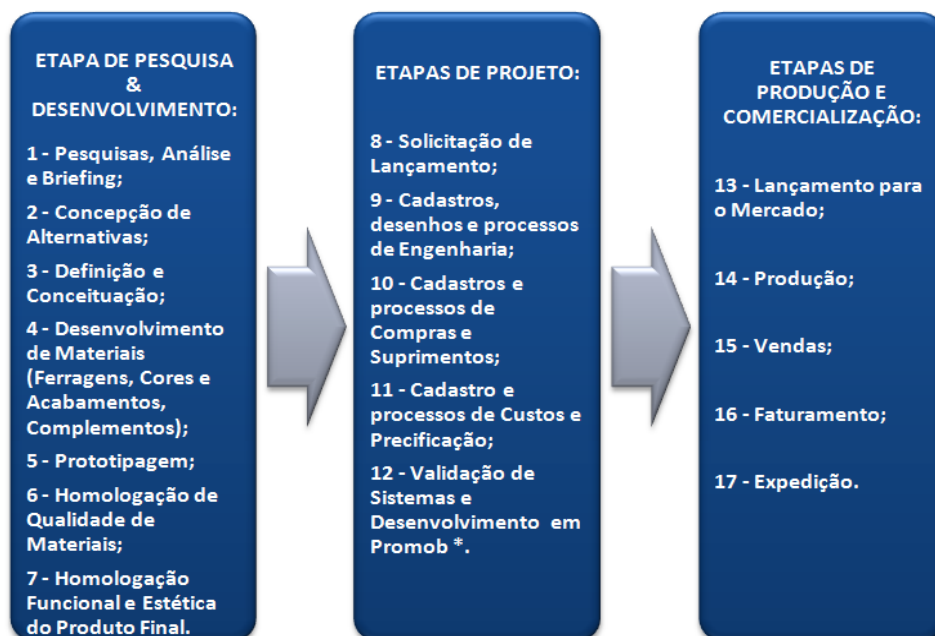 ETAPA DE PESQUISA
&
DESENVOLVIMENTO:
1 - Pesquisas, Análise
e Briefing;
2 - Concepção de
Alternativas;
3 - Definição e
Conceituação;
4 - Desenvolvimento
de Materiais
(Ferragens, Cores e
Acabamentos,
Complementos);
5 - Prototipagem;
6 - Homologação de
Qualidade de
Materiais;
7 - Homologação
Funcional e Estética
do Produto Final.
ETAPAS DE PROJETO:
8 - Solicitação de
Lançamento;
9 - Cadastros,
desenhos e processos
de Engenharia;
10 - Cadastros e
processos de
Compras e
Suprimentos;
11 - Cadastro e
processos de Custos e
Precificação;
12 - Validação de
Sistemas e
Desenvolvimento em
Promob *.
ETAPAS DE
PRODUÇÃO E
COMERCIALIZAÇÃO:
13 - Lançamento para
o Mercado;
14 - Produção;
15 - Vendas;
16 - Faturamento;
17 - Expedição.